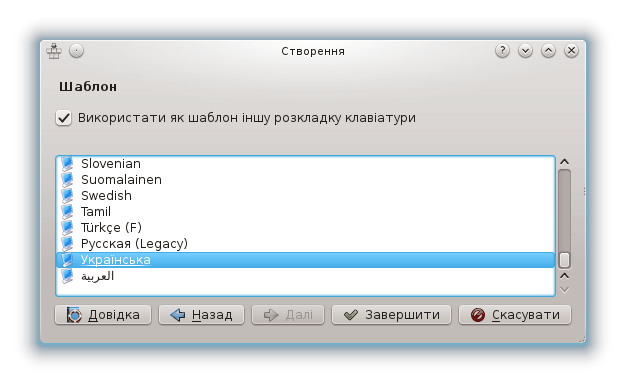 Створення
Шаблон
Використати як шаблон іншу розкладку клавіатури
Slovenian
Suomalainen
Swedish
Tamil
Türkçe (F)
Русская (Legacy)
Українська
العربية
Довідка Назад Далі Завершити Скасувати